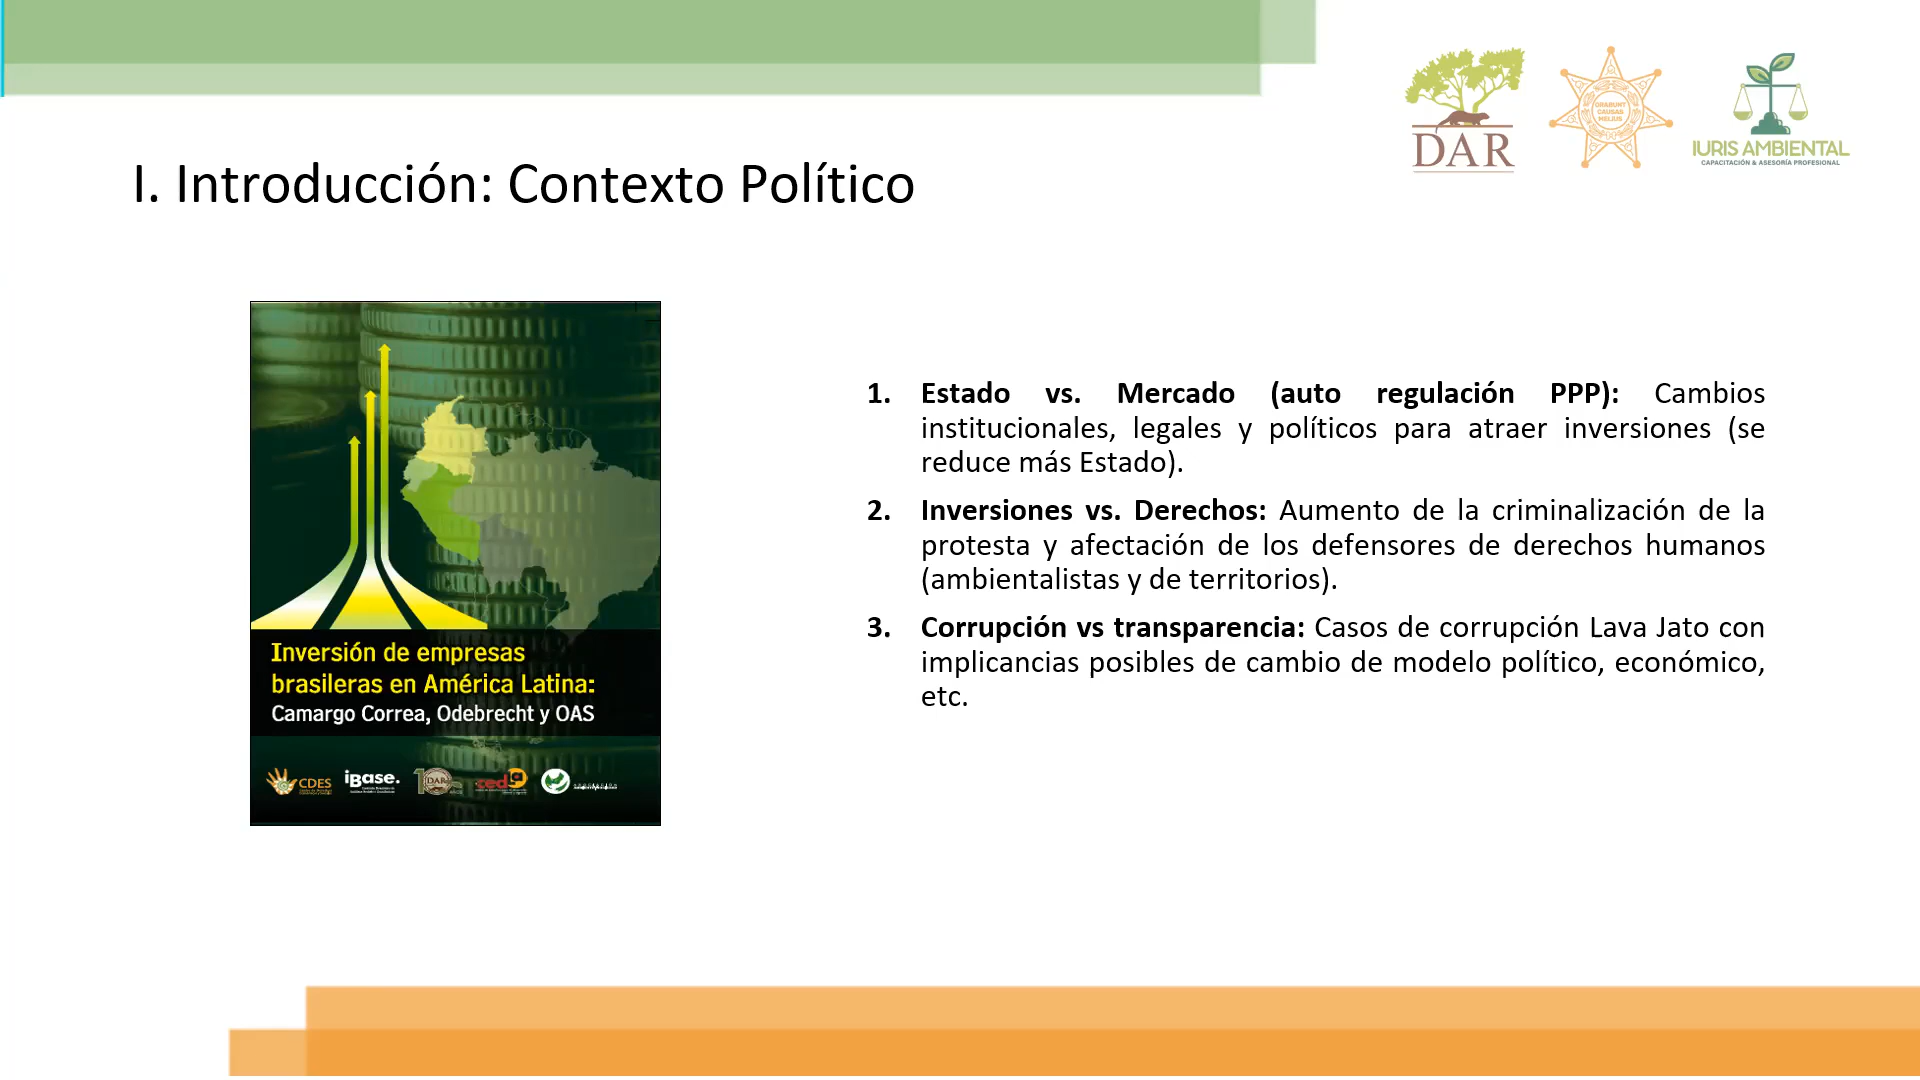 DAR
ORABUNT
CAUSAS
MELIUS
IURIS AMBIENTAL
CAPACITACIÓN & ASESORÍA PROFESIONAL
I. Introducción: Contexto Político
Inversión de empresas
brasileras en América Latina:
Camargo Correa, Odebrecht y OAS
CDES
iBase.
DAR
ced
1. Estado vs. Mercado (auto regulación PPP): Cambios
institucionales, legales y políticos para atraer inversiones (se
reduce más Estado).
2. Inversiones vs. Derechos: Aumento de la criminalización de la
protesta y afectación de los defensores de derechos humanos
(ambientalistas y de territorios).
3. Corrupción vs transparencia: Casos de corrupción Lava Jato con
implicancias posibles de cambio de modelo político, económico,
etc.